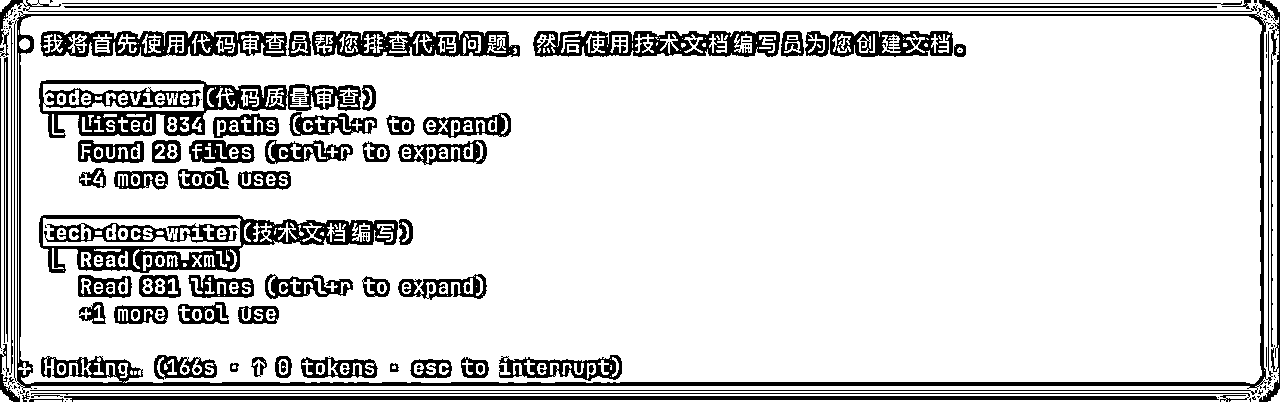 我将首先使用代码审查员帮您排查代码问题，然后使用技术文档编写员为您创建文档。
code-reviewer(代码质量审查)
└ Listed 834 paths (ctrl+r to expand)
Found 28 files (ctrl+r to expand)
+4 more tool uses
tech-docs-writer(技术文档编写)
└ Read(pom.xml)
Read 881 lines (ctrl+r to expand)
+1 more tool use
+ Honking… (166s · ↑ 0 tokens · esc to interrupt)